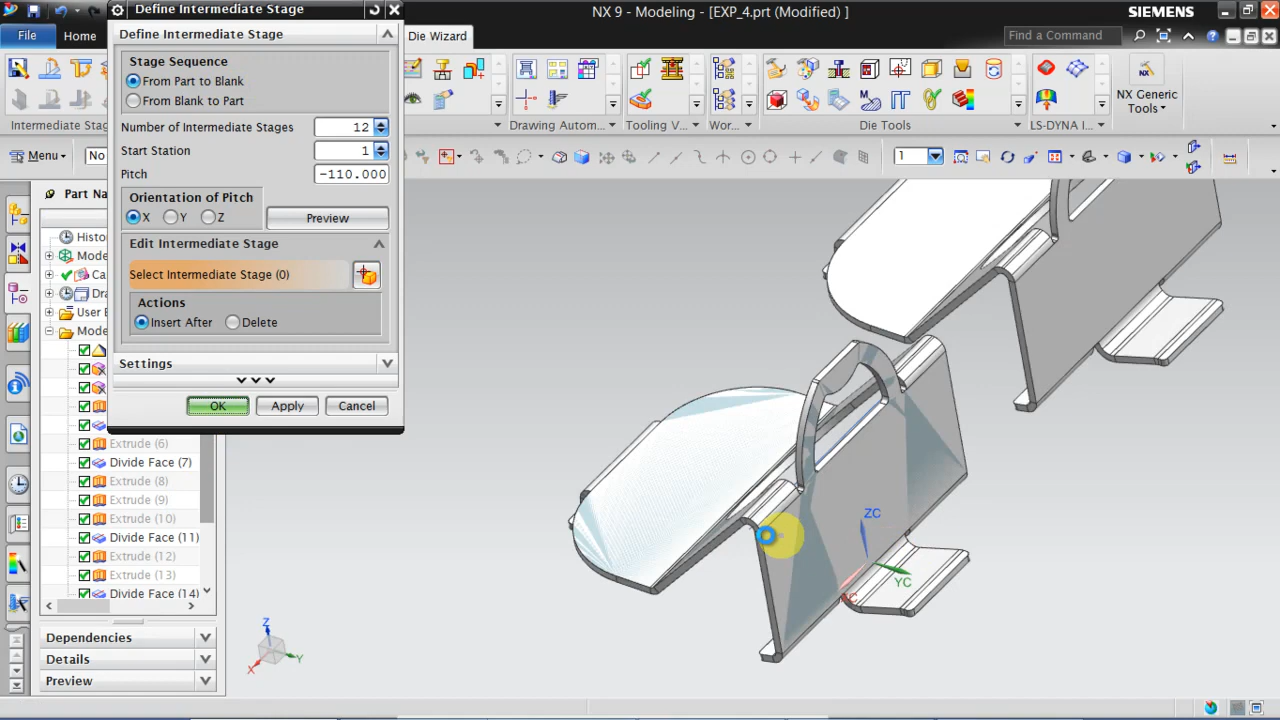 Define Intermediate Stage
NX 9 - Modeling - [EXP_4.prt (Modified) ]
SIEMENS
File
Home
Die Wizard
Find a Command
Define Intermediate Stage
Stage Sequence
From Part to Blank
From Blank to Part
Number of Intermediate Stages 12
Start Station 1
Pitch -110.000
Orientation of Pitch
X Y Z
Preview
Edit Intermediate Stage
Select Intermediate Stage (0)
Actions
Insert After Delete
Settings
OK Apply Cancel
Intermediate Stag
Drawing Autom...
Tooling V...
Wor...
Die Tools
LS-DYNA I
NX Generic
Tools
Menu
No
1
Part Na
Histo
Mode
Ca
Dra
User E
Mode
Extrude (6)
Divide Face (7)
Extrude (8)
Extrude (9)
Extrude (10)
Divide Face (11)
Extrude (12)
Extrude (13)
Divide Face (14)
Dependencies
Details
Preview
ZC
YC
XC
Z
Y
X